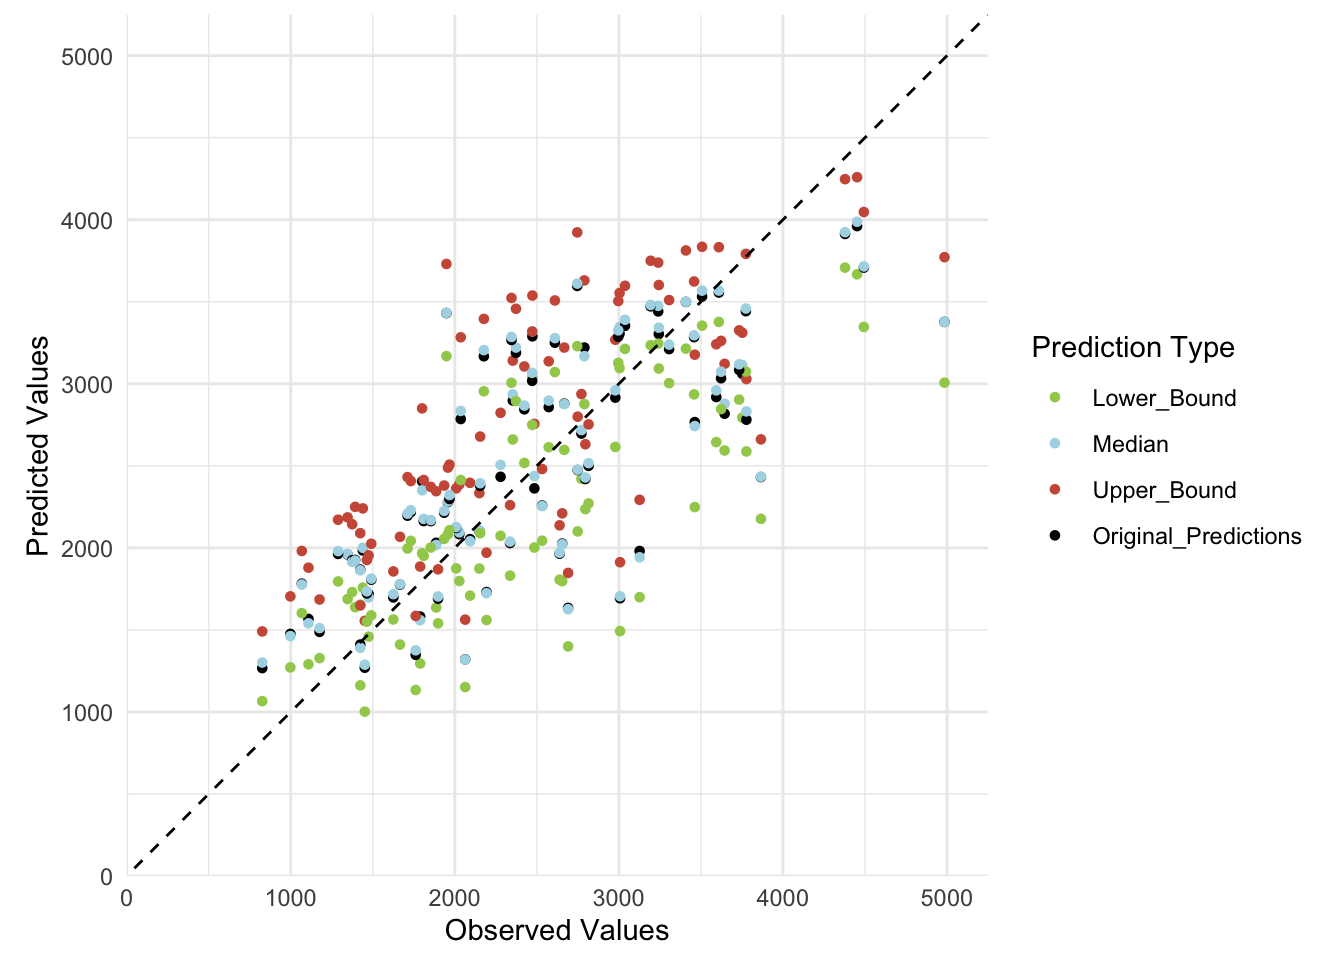 5000
4000
3000
2000
1000
0
Predicted Values
0 1000 2000 3000 4000 5000
Observed Values
Prediction Type
Lower_Bound
Median
Upper_Bound
Original_Predictions